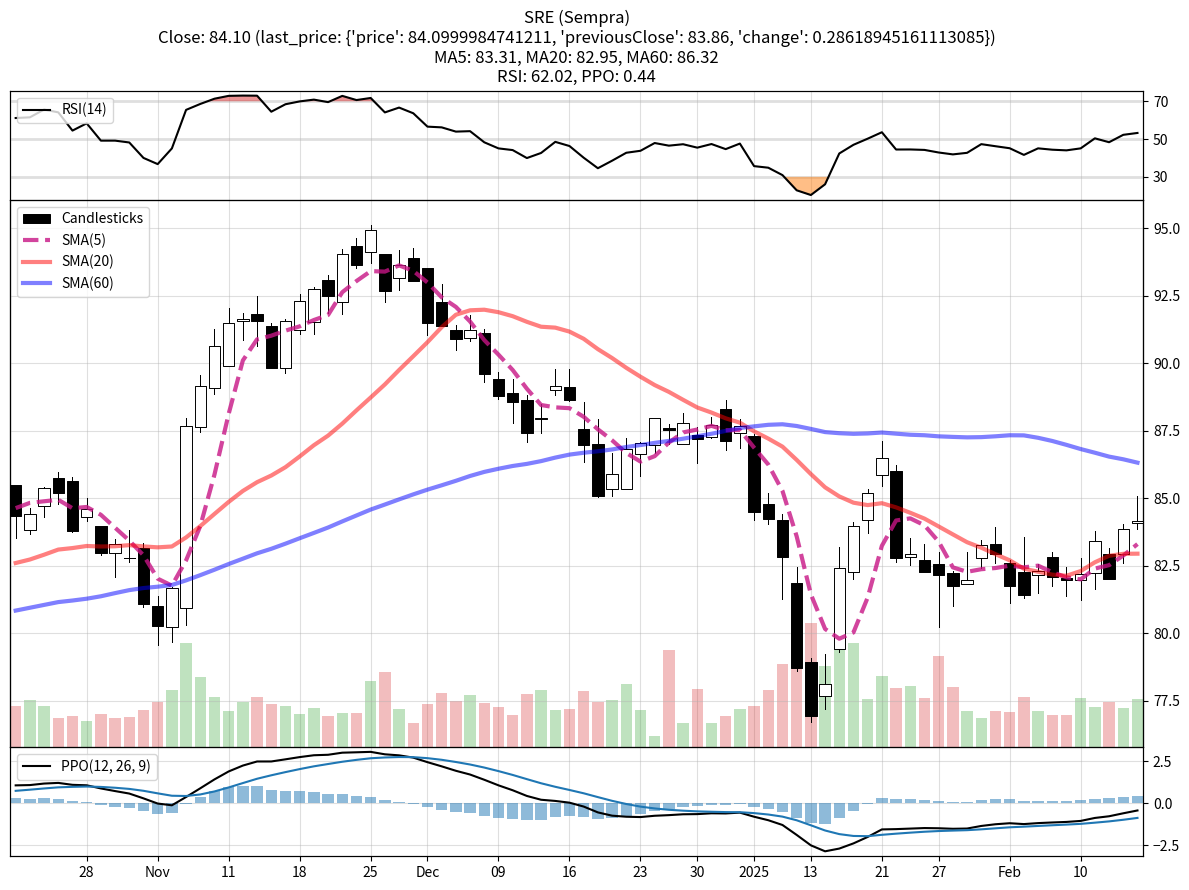 SRE (Sempra)
Close: 84.10 (last_price: {'price': 84.0999984741211, 'previousClose': 83.86, 'change': 0.28618945161113085})
MA5: 83.31, MA20: 82.95, MA60: 86.32
RSI: 62.02, PPO: 0.44
RSI(14)
70
50
30
Candlesticks
SMA(5)
SMA(20)
SMA(60)
95.0
92.5
90.0
87.5
85.0
82.5
80.0
77.5
PPO(12, 26, 9)
2.5
0.0
−2.5
28 Nov 11 18 25 Dec 09 16 23 30 2025 13 21 27 Feb 10